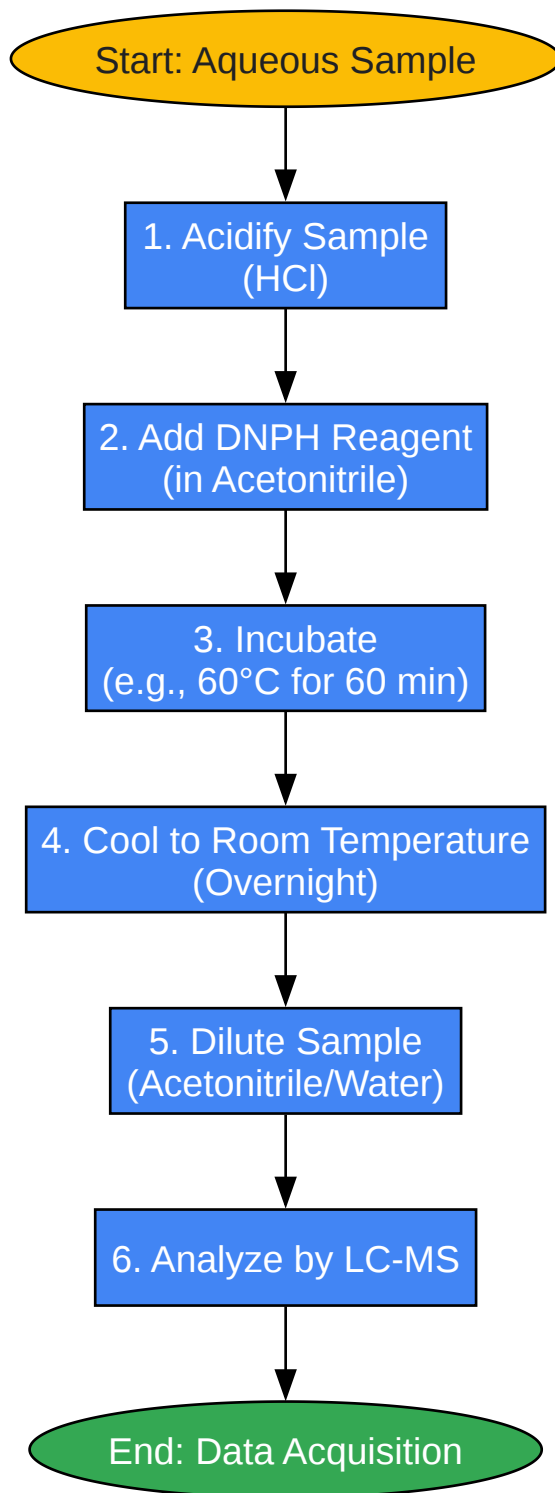 Start: Aqueous Sample
1. Acidify Sample
(HCl)
2. Add DNPH Reagent
(in Acetonitrile)
3. Incubate
(e.g., 60°C for 60 min)
4. Cool to Room Temperature
(Overnight)
5. Dilute Sample
(Acetonitrile/Water)
6. Analyze by LC-MS
End: Data Acquisition